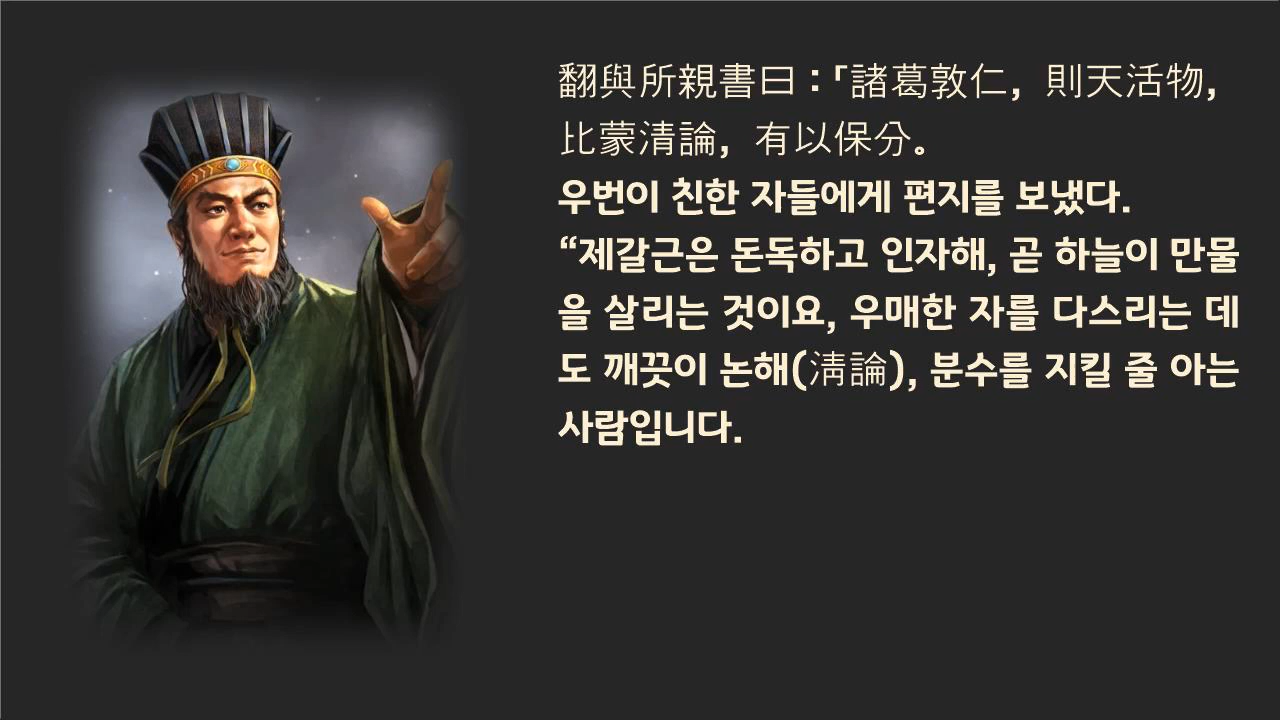 翻與所親書曰：「諸葛敦仁，則天活物，
比蒙清論，有以保分。
우번이 친한 자들에게 편지를 보냈다.
“제갈근은 돈독하고 인자해, 곧 하늘이 만물
을 살리는 것이요, 우매한 자를 다스리는 데
도 깨끗이 논해(淸論), 분수를 지킬 줄 아는
사람입니다.